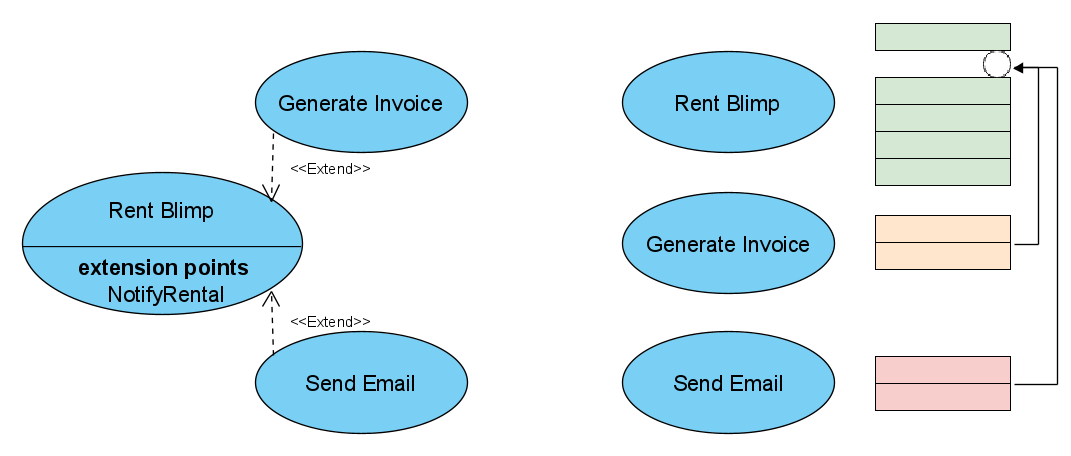 Generate Invoice
<<Extend>>
Rent Blimp
extension points
NotifyRental
<<Extend>>
Send Email
Rent Blimp
Generate Invoice
Send Email